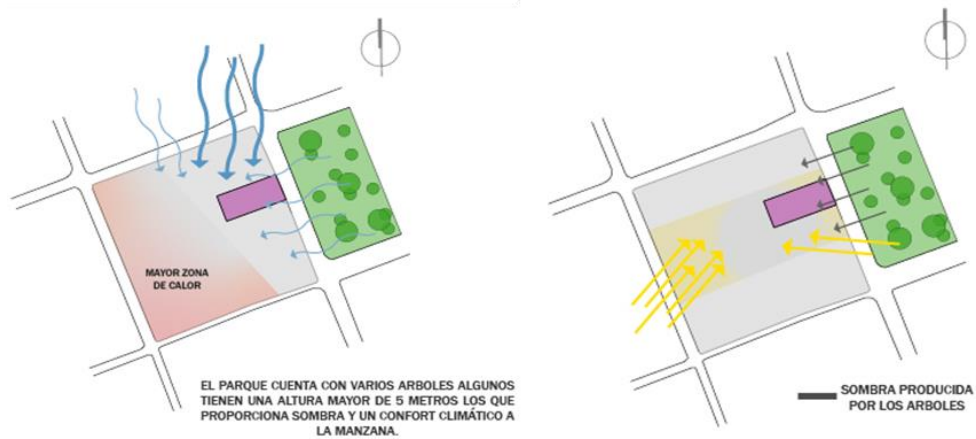 MAYOR ZONA
DE CALOR
EL PARQUE CUENTA CON VARIOS ARBOLES ALGUNOS
TIENEN UNA ALTURA MAYOR DE 5 METROS LOS QUE
PROPORCIONA SOMBRA Y UN CONFORT CLIMÁTICO A
LA MANZANA.
SOMBRA PRODUCIDA
POR LOS ARBOLES